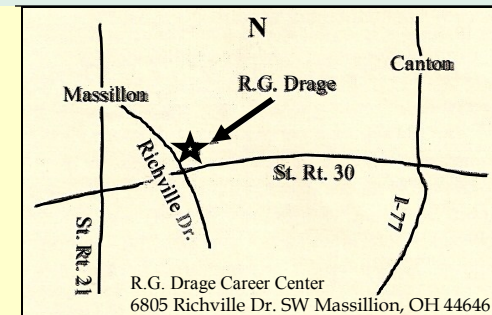 N
Canton
R.G. Drage
Massillon
Richville Dr.
St. Rt. 30
St. Rt. 21
I-77
R.G. Drage Career Center
6805 Richville Dr. SW Massillion, OH 44646